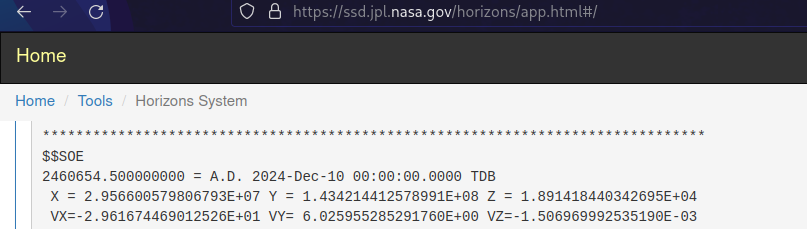 https://ssd.jpl.nasa.gov/horizons/app.html#/
Home
Home / Tools / Horizons System
*******************************************************************************
$$SOE
2460654.500000000 = A.D. 2024-Dec-10 00:00:00.0000 TDB
X = 2.956600579806793E+07 Y = 1.434214412578991E+08 Z = 1.891418440342695E+04
VX=-2.961674469012526E+01 VY= 6.025955285291760E+00 VZ=-1.506969992535190E-03